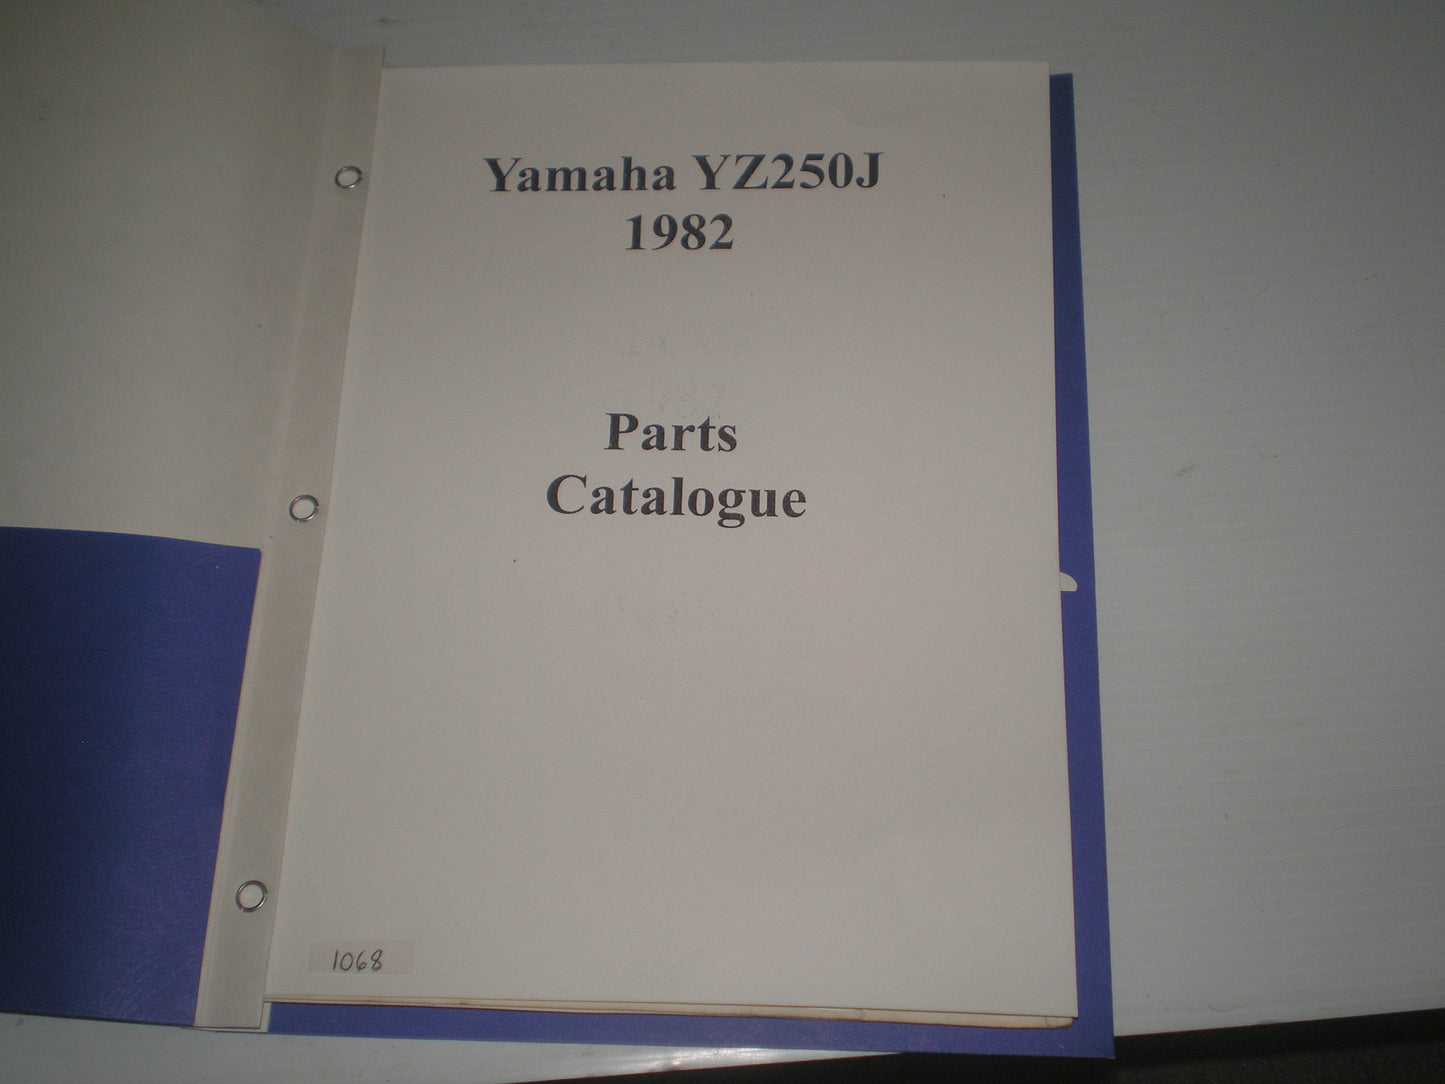 Yamaha YZ250J
1982
Parts
Catalogue
1068